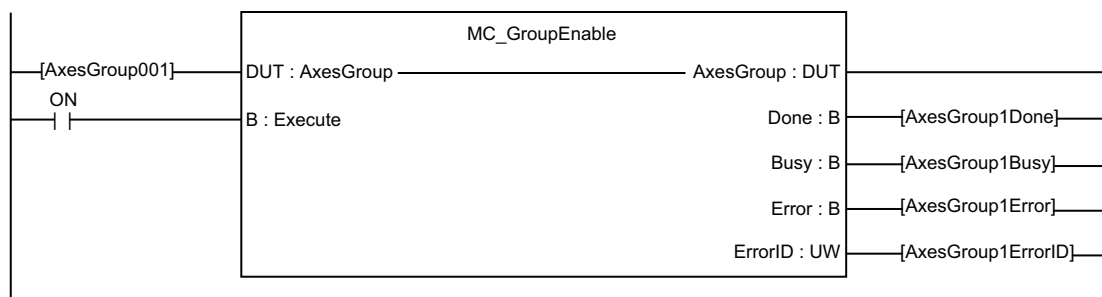 MC_GroupEnable
[AxesGroup001] DUT : AxesGroup AxesGroup : DUT
ON
B : Execute Done : B [AxesGroup1Done]
Busy : B [AxesGroup1Busy]
Error : B [AxesGroup1Error]
ErrorID : UW [AxesGroup1ErrorID]